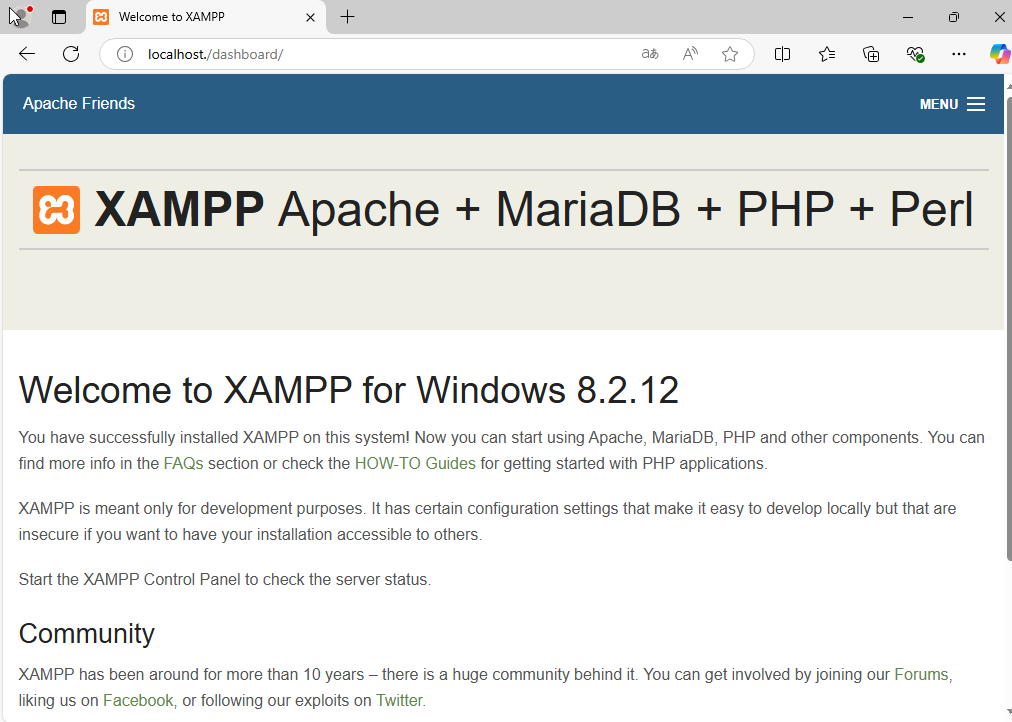 Welcome to XAMPP
localhost./dashboard/
Apache Friends
MENU
XAMPP Apache + MariaDB + PHP + Perl
Welcome to XAMPP for Windows 8.2.12
You have successfully installed XAMPP on this system! Now you can start using Apache, MariaDB, PHP and other components. You can
find more info in the FAQs section or check the HOW-TO Guides for getting started with PHP applications.
XAMPP is meant only for development purposes. It has certain configuration settings that make it easy to develop locally but that are
insecure if you want to have your installation accessible to others.
Start the XAMPP Control Panel to check the server status.
Community
XAMPP has been around for more than 10 years – there is a huge community behind it. You can get involved by joining our Forums,
liking us on Facebook, or following our exploits on Twitter.